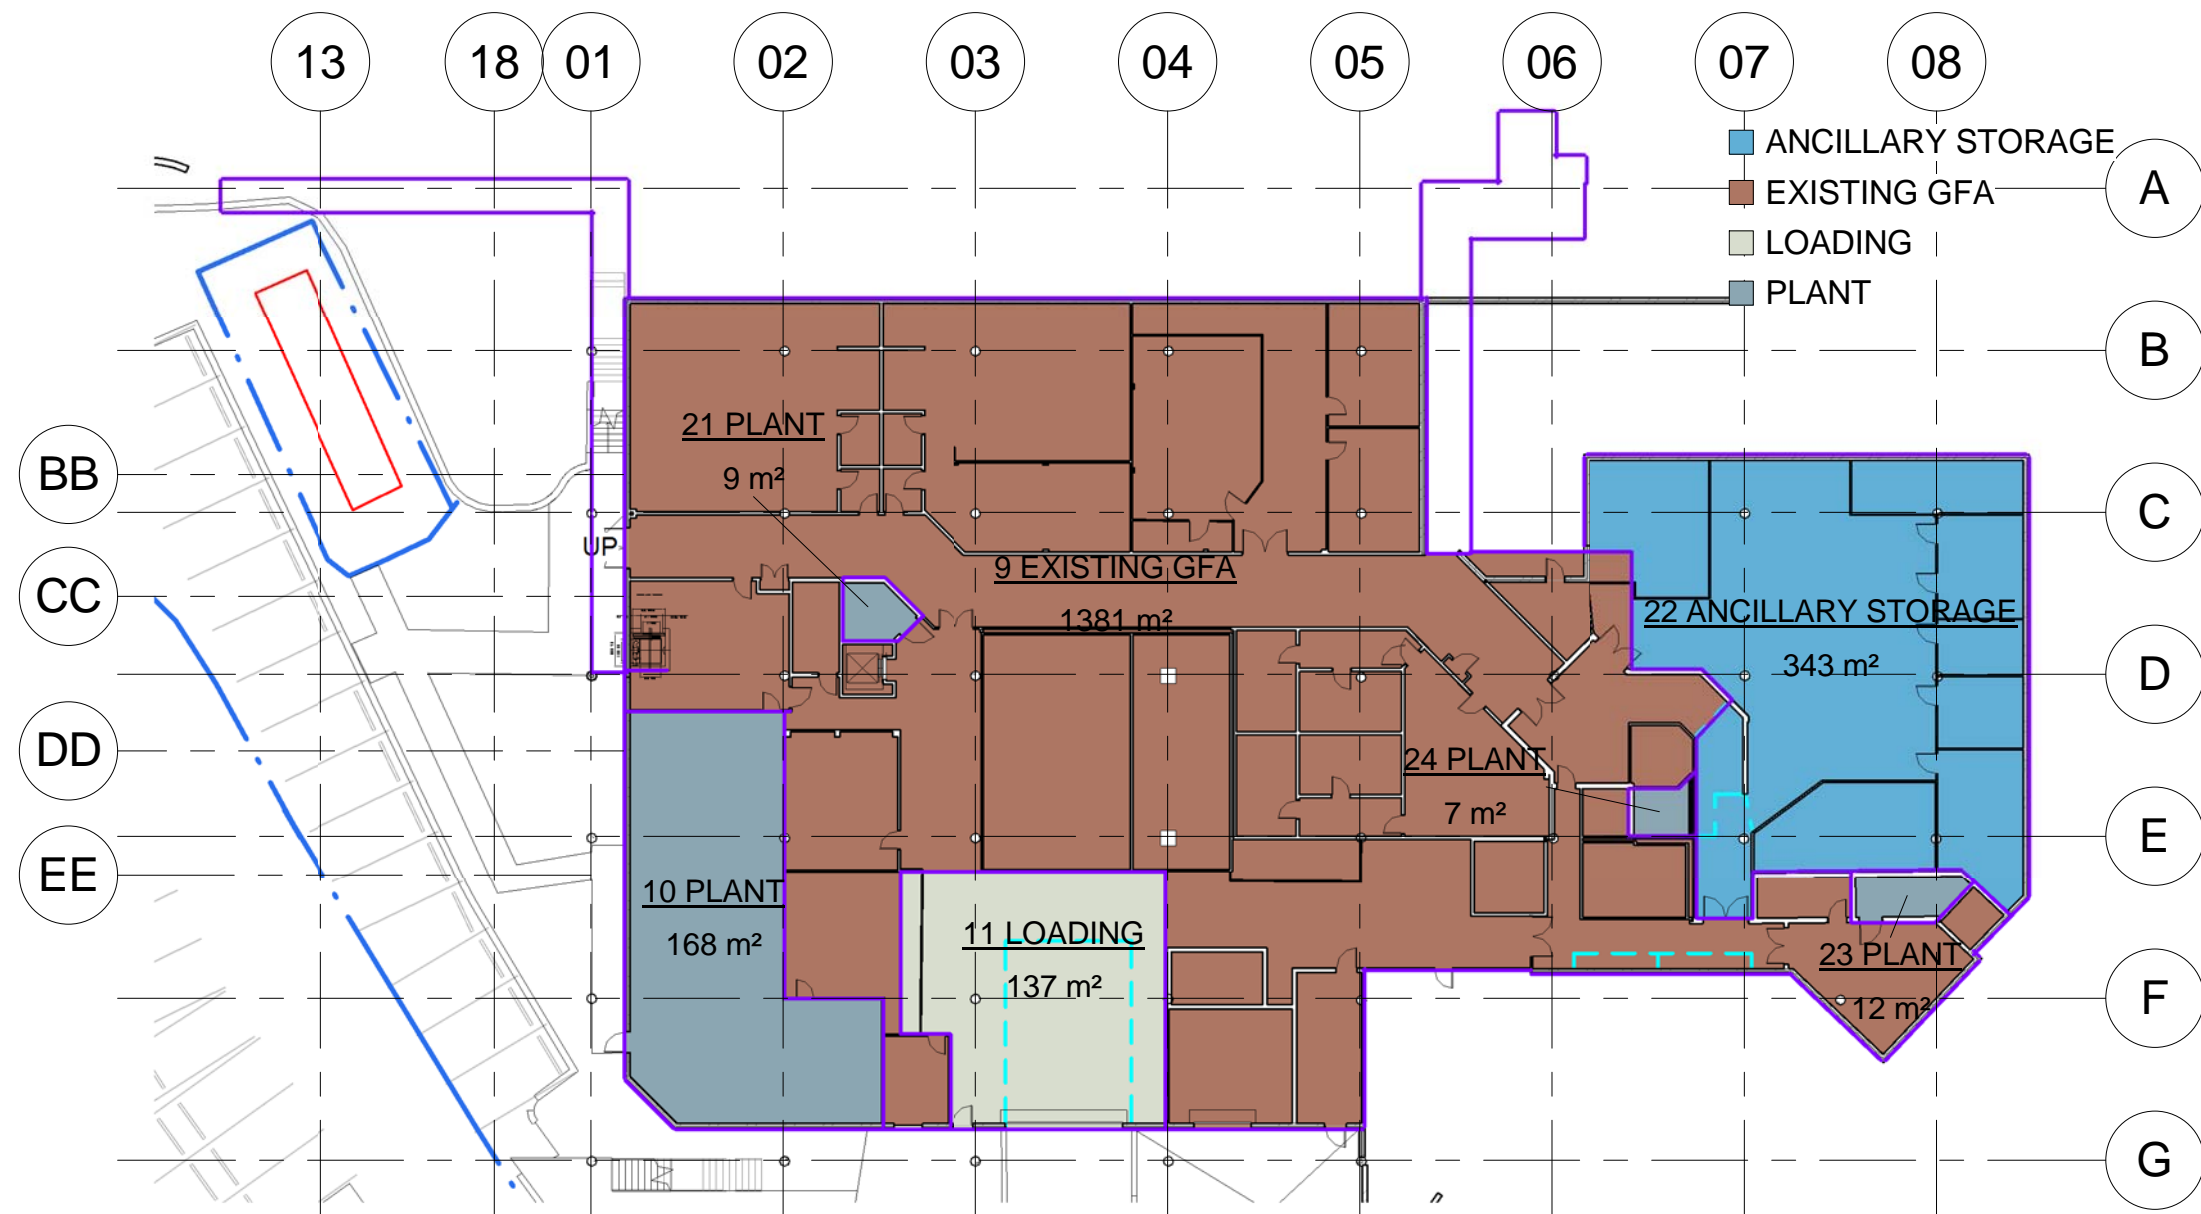 13
18
01
02
03
04
05
06
07
08
ANCILLARY STORAGE
EXISTING GFA
LOADING
PLANT
A
B
BB
C
CC
D
DD
E
EE
F
G
21 PLANT
9 m²
UP
9 EXISTING GFA
1381 m²
22 ANCILLARY STORAGE
343 m²
24 PLANT
7 m²
10 PLANT
168 m²
11 LOADING
137 m²
23 PLANT
12 m²